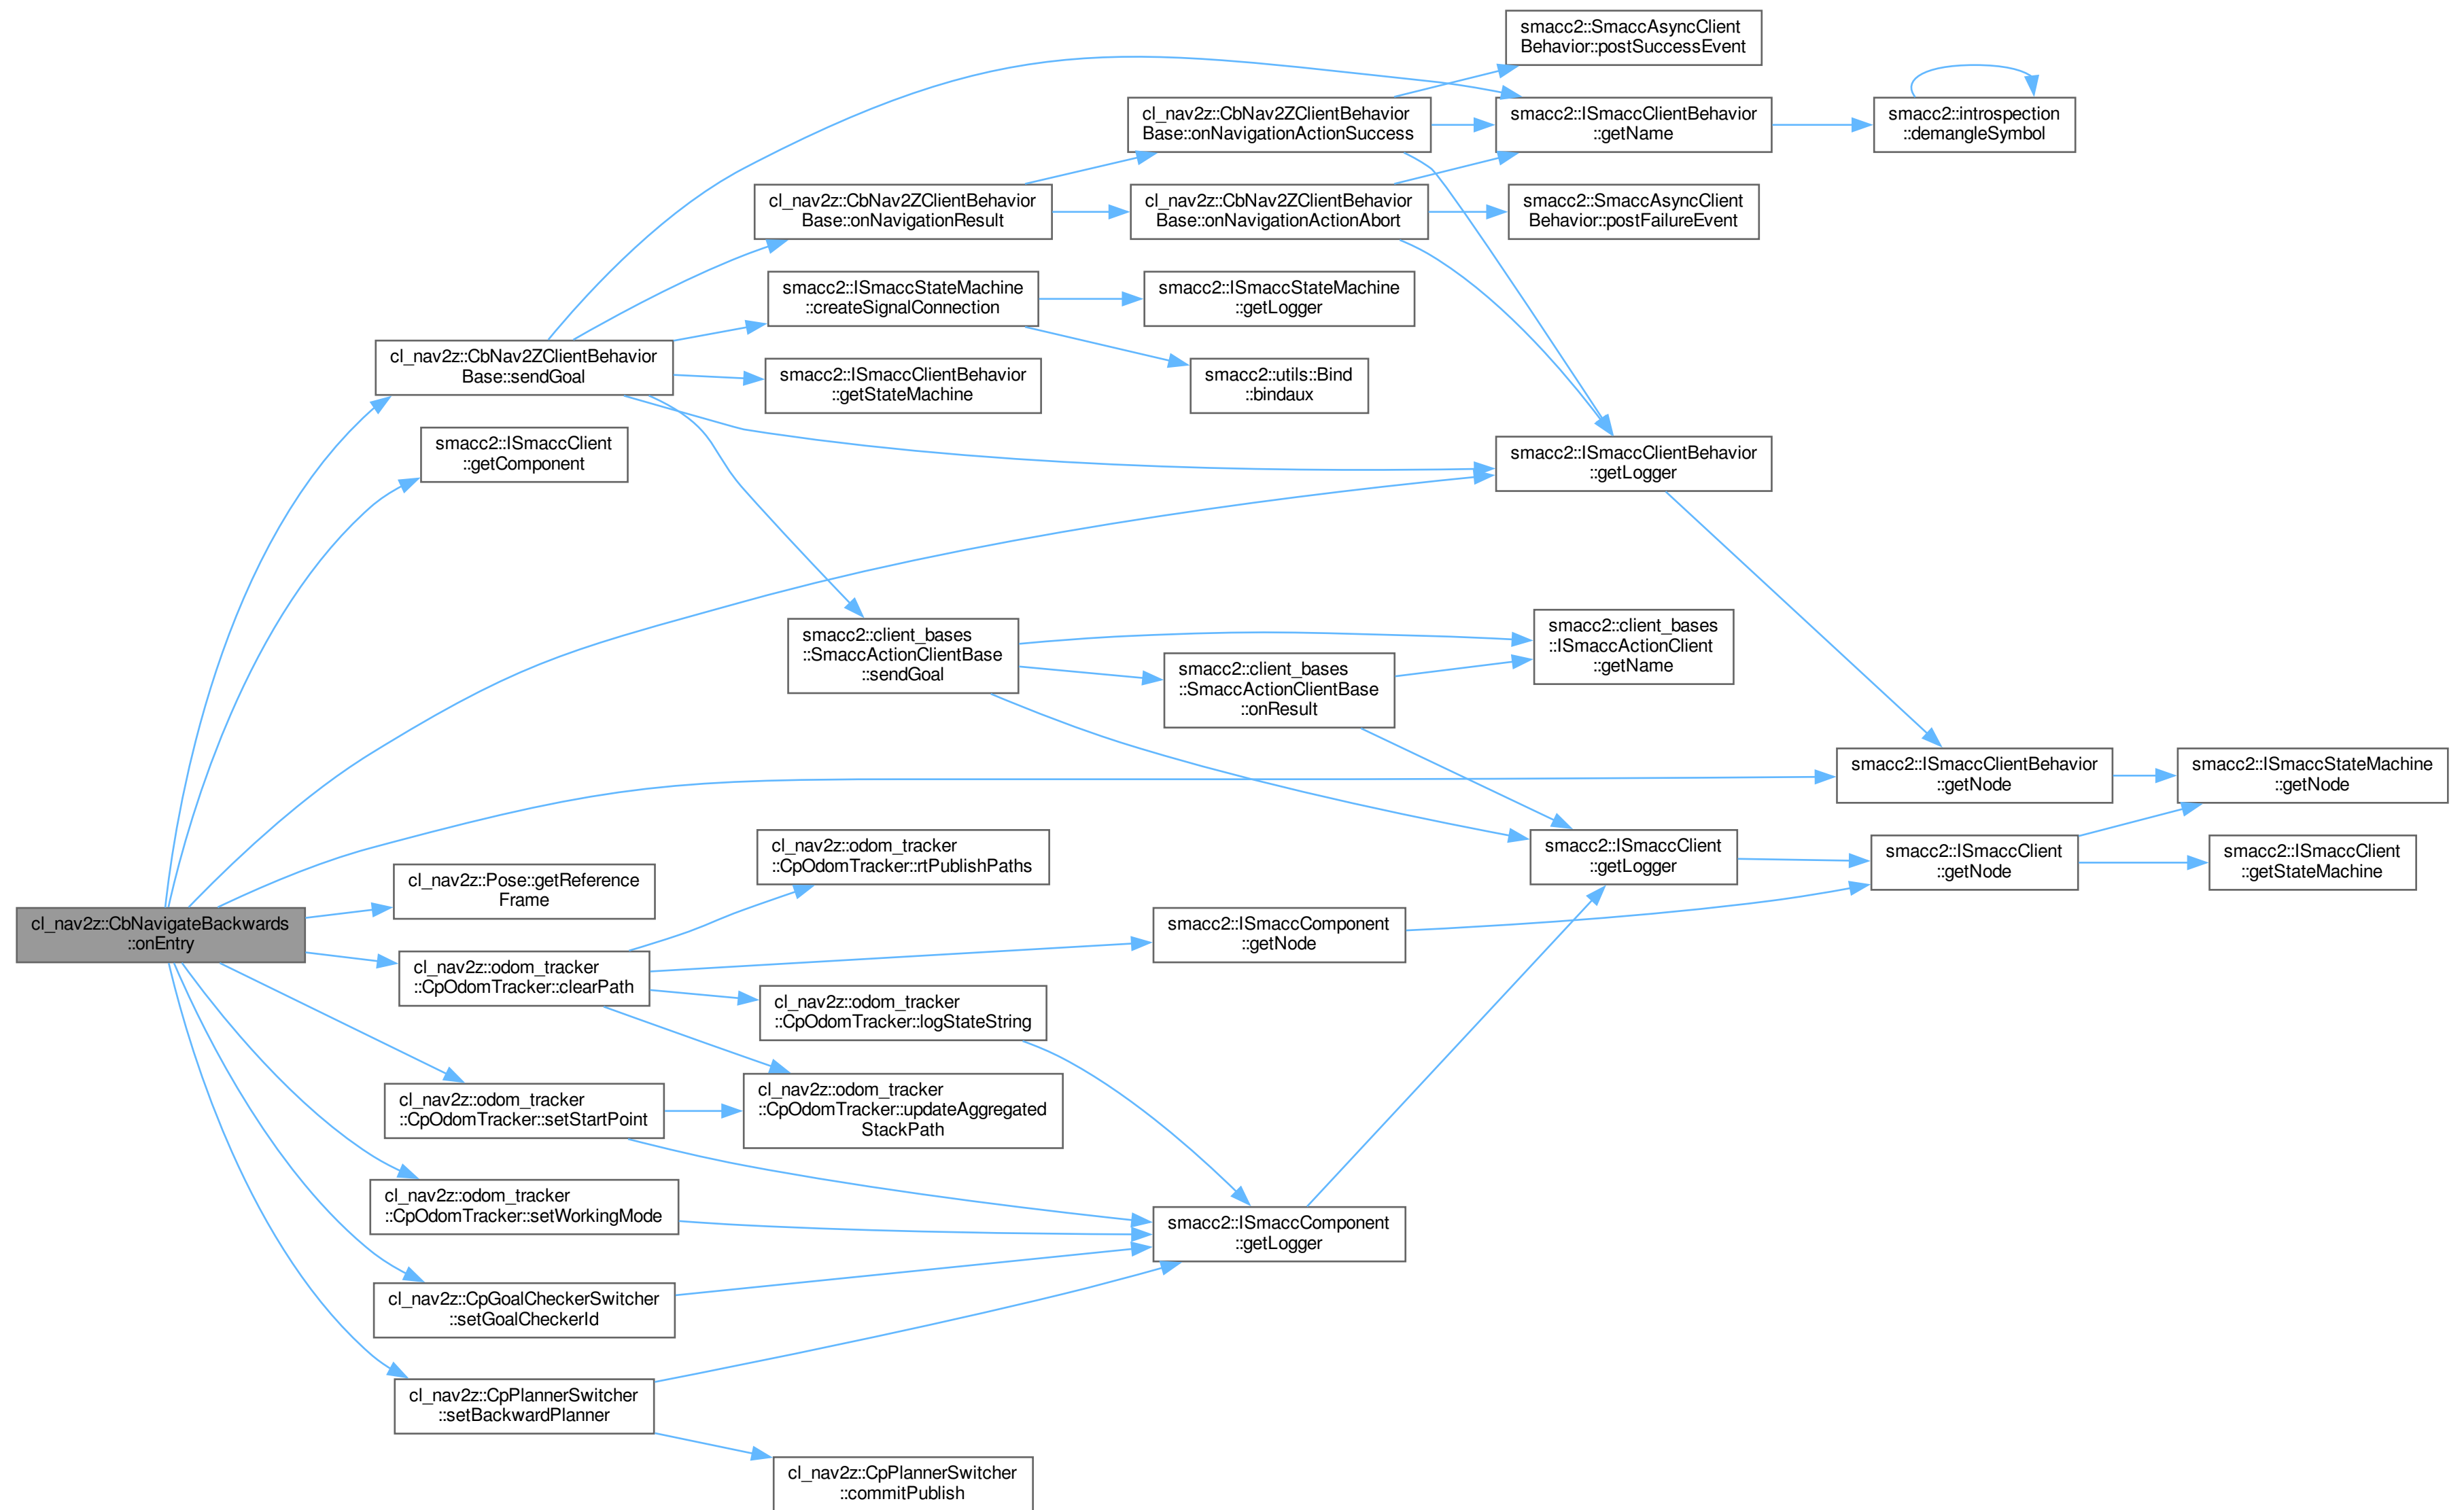 smacc2::SmaccAsyncClient
Behavior::postSuccessEvent
cl_nav2z::CbNav2ZClientBehavior
Base::onNavigationActionSuccess
smacc2::ISmaccClientBehavior
::getName
smacc2::introspection
::demangleSymbol
cl_nav2z::CbNav2ZClientBehavior
Base::onNavigationResult
cl_nav2z::CbNav2ZClientBehavior
Base::onNavigationActionAbort
smacc2::SmaccAsyncClient
Behavior::postFailureEvent
smacc2::ISmaccStateMachine
::createSignalConnection
smacc2::ISmaccStateMachine
::getLogger
cl_nav2z::CbNav2ZClientBehavior
Base::sendGoal
smacc2::ISmaccClientBehavior
::getStateMachine
smacc2::utils::Bind
::bindaux
smacc2::ISmaccClient
::getComponent
smacc2::ISmaccClientBehavior
::getLogger
smacc2::client_bases
::SmaccActionClientBase
::sendGoal
smacc2::client_bases
::ISmaccActionClient
::getName
smacc2::client_bases
::SmaccActionClientBase
::onResult
smacc2::ISmaccClientBehavior
::getNode
smacc2::ISmaccStateMachine
::getNode
cl_nav2z::odom_tracker
::CpOdomTracker::rtPublishPaths
smacc2::ISmaccClient
::getLogger
smacc2::ISmaccClient
::getNode
smacc2::ISmaccClient
::getStateMachine
cl_nav2z::Pose::getReference
Frame
cl_nav2z::CbNavigateBackwards
::onEntry
smacc2::ISmaccComponent
::getNode
cl_nav2z::odom_tracker
::CpOdomTracker::clearPath
cl_nav2z::odom_tracker
::CpOdomTracker::logStateString
cl_nav2z::odom_tracker
::CpOdomTracker::setStartPoint
cl_nav2z::odom_tracker
::CpOdomTracker::updateAggregated
StackPath
cl_nav2z::odom_tracker
::CpOdomTracker::setWorkingMode
smacc2::ISmaccComponent
::getLogger
cl_nav2z::CpGoalCheckerSwitcher
::setGoalCheckerId
cl_nav2z::CpPlannerSwitcher
::setBackwardPlanner
cl_nav2z::CpPlannerSwitcher
::commitPublish